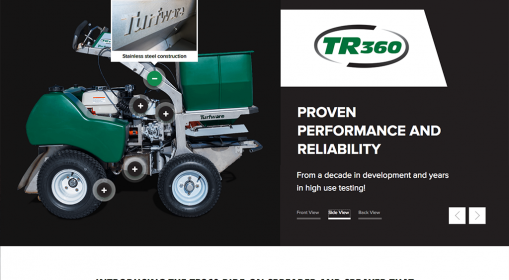 Turfware
Stainless steel construction
TR360
Turfware
PROVEN
PERFORMANCE AND
RELIABILITY
From a decade in development and years
in high use testing!
Front View
Side View
Back View